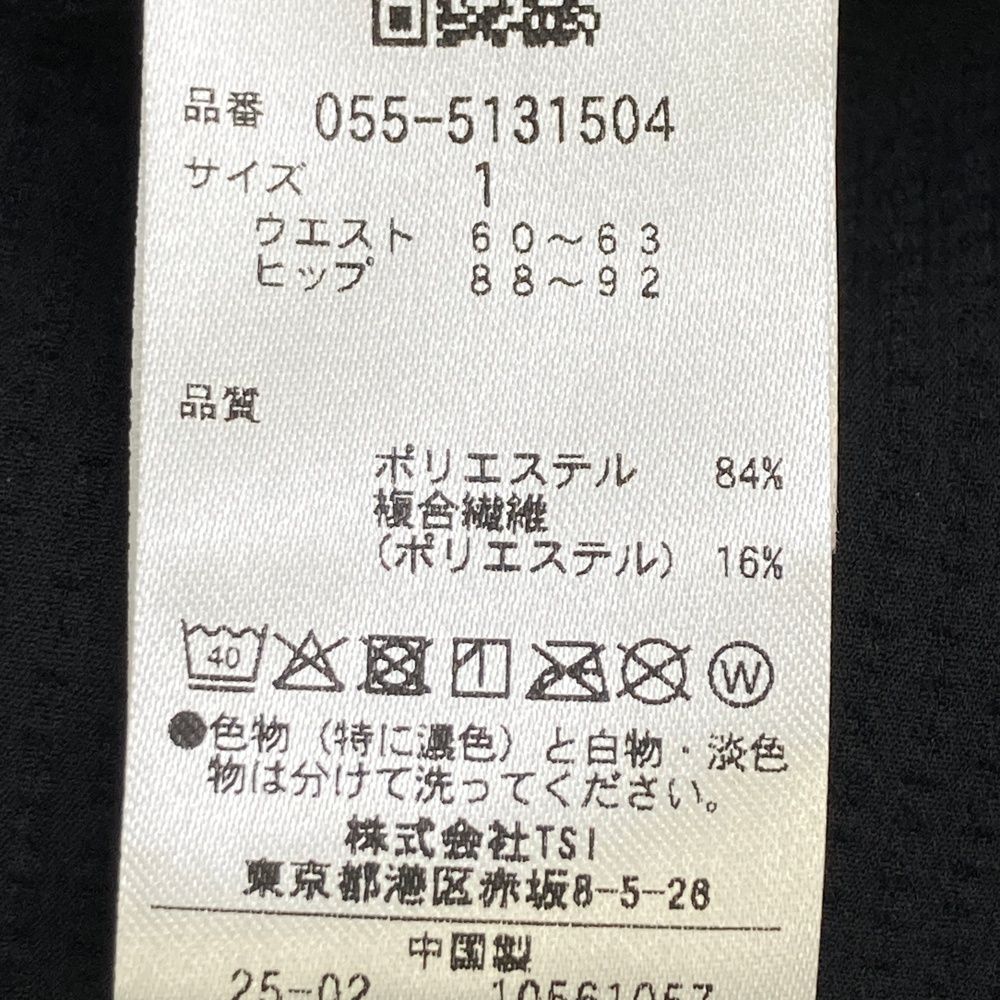 品番 055-5131504
サイズ 1
ウエスト 60～63
ヒップ 88～92
品質
ポリエステル 84%
複合繊維
(ポリエステル) 16%
40
W
●色物（特に濃色）と白物・淡色
物は分けて洗ってください。
株式会社TSI
東京都港区赤坂8-5-28
中国製
25-02 10561057